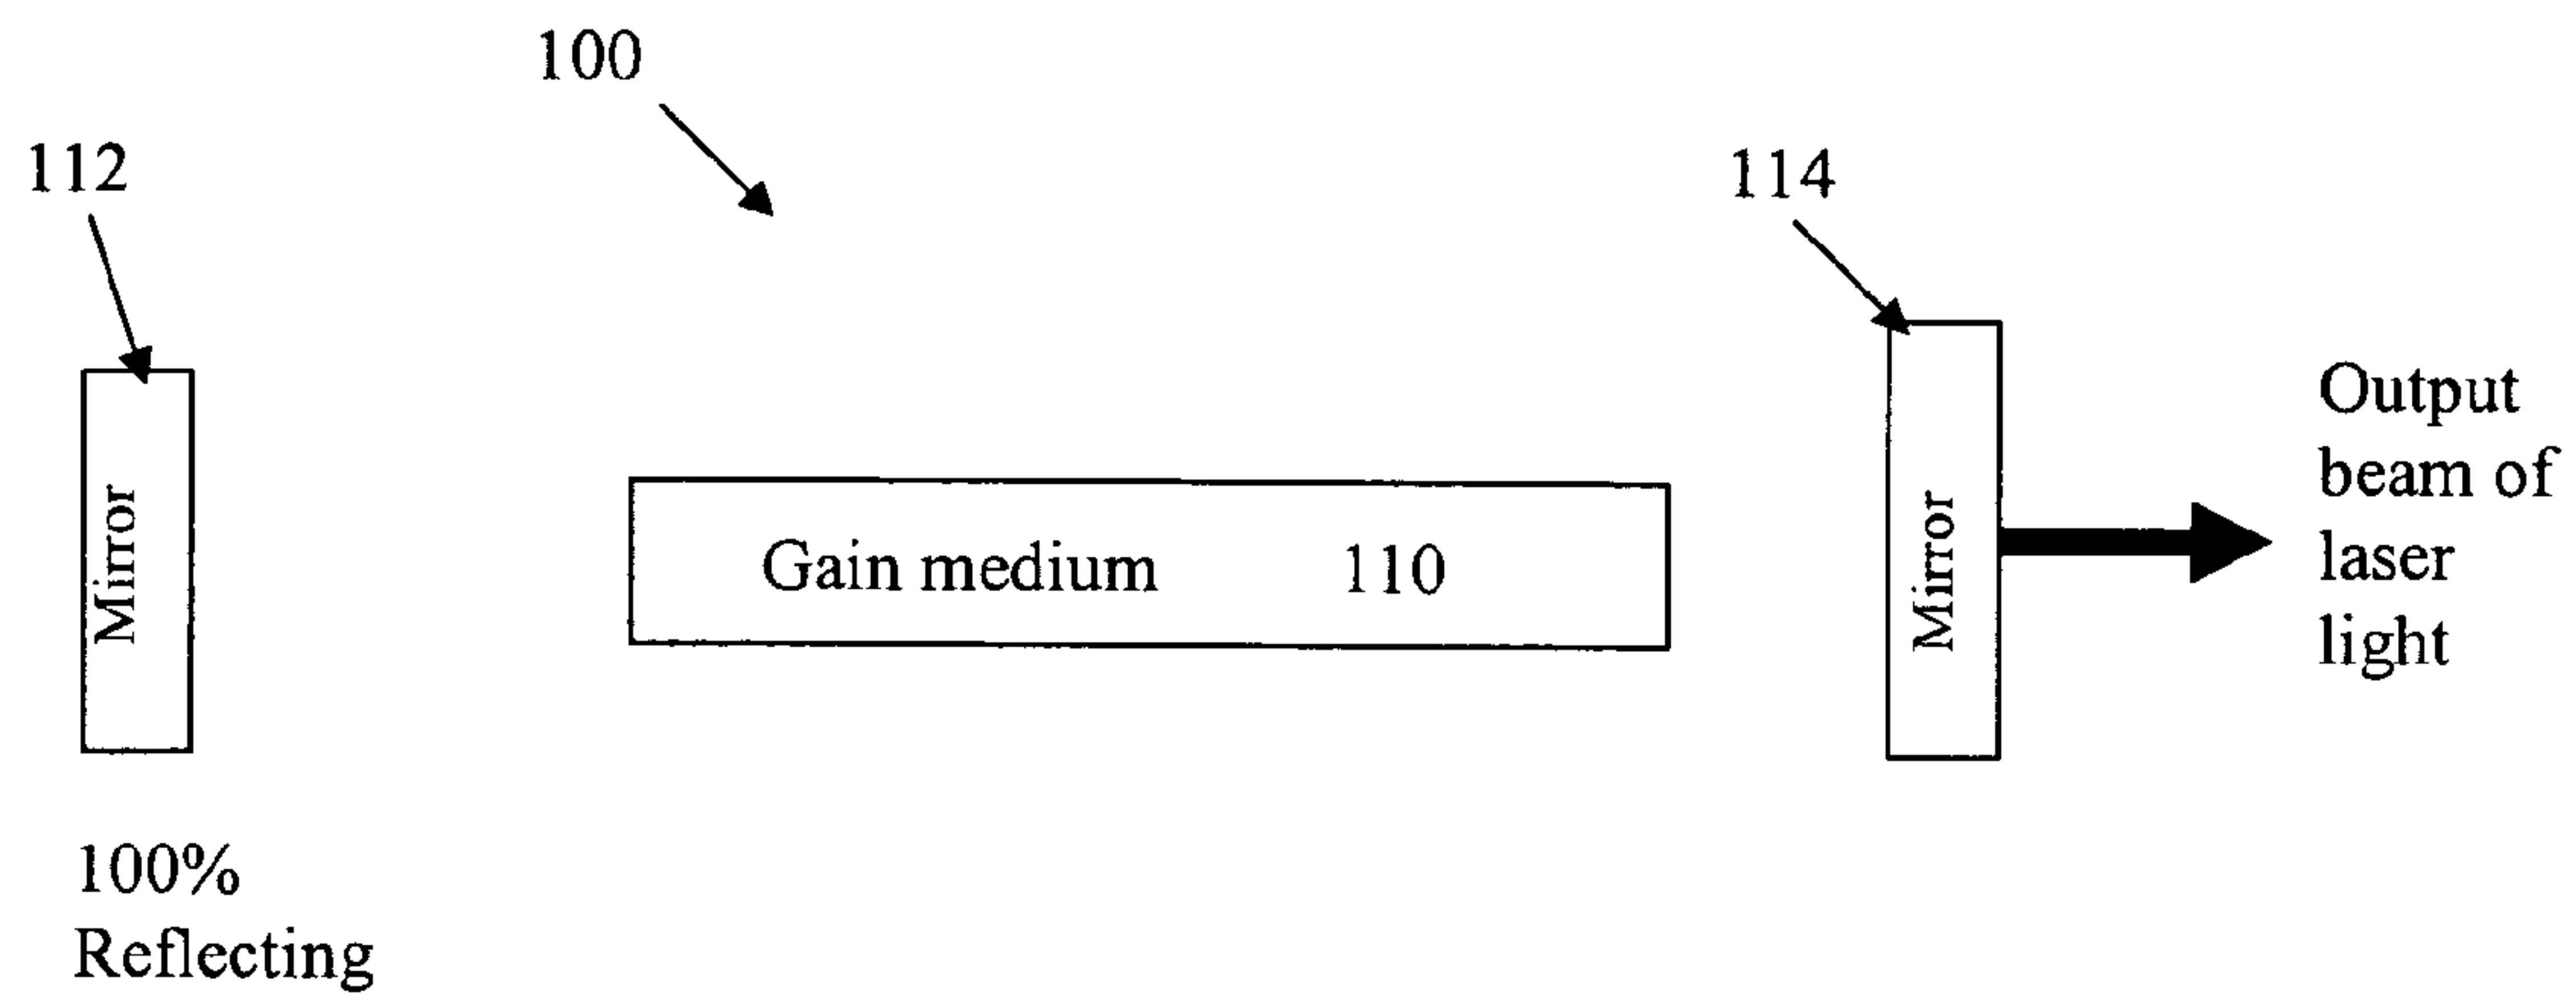 100
112
114
Mirror
Gain medium 110
Mirror
Output
beam of
laser
light
100%
Reflecting